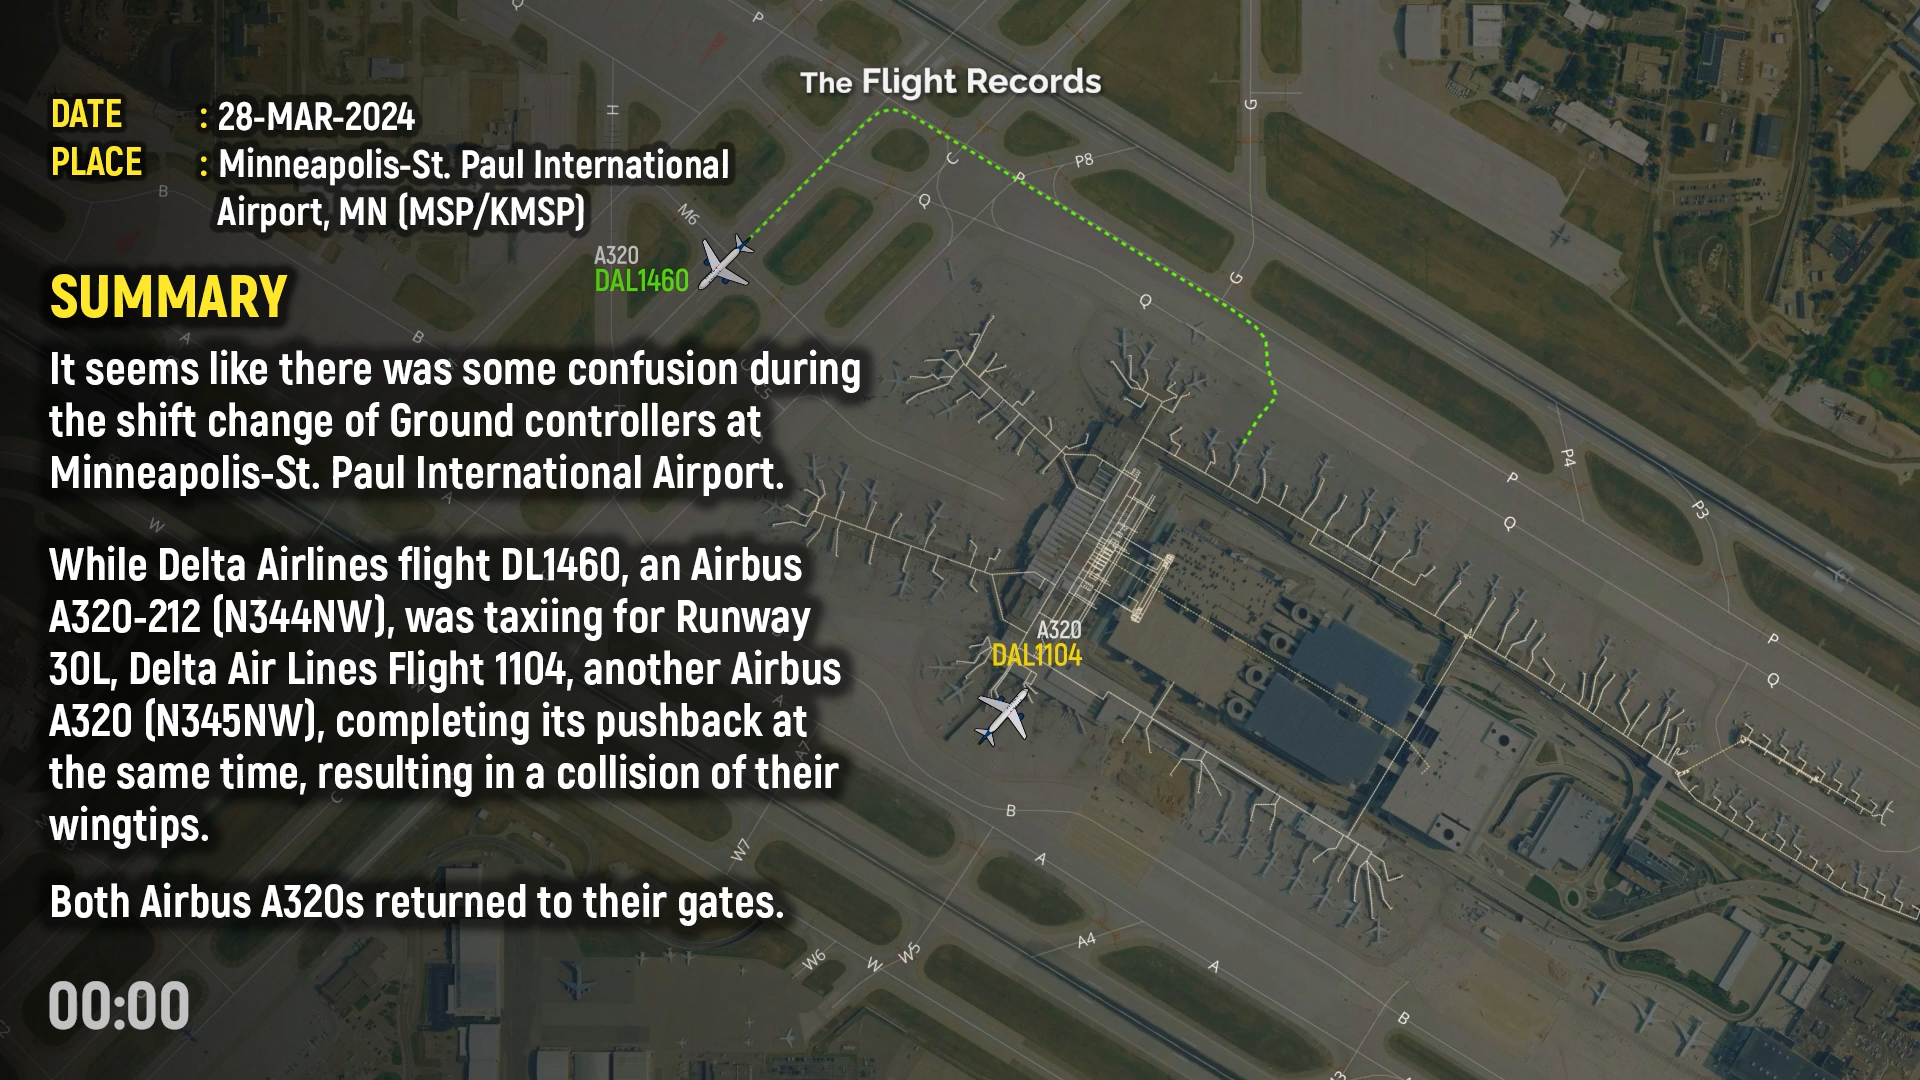 The Flight Records
DATE : 28-MAR-2024
PLACE : Minneapolis-St. Paul International
Airport, MN (MSP/KMSP)
SUMMARY
It seems like there was some confusion during
the shift change of Ground controllers at
Minneapolis-St. Paul International Airport.
While Delta Airlines flight DL1460, an Airbus
A320-212 (N344NW), was taxiing for Runway
30L, Delta Air Lines Flight 1104, another Airbus
A320 (N345NW), completing its pushback at
the same time, resulting in a collision of their
wingtips.
Both Airbus A320s returned to their gates.
00:00
A320
DAL1460
A320
DAL1104
Q
P
H
G
B
M6
C
P
P8
Q
G
Q
A
B
P4
P
Q
P3
A
W
P
Q
A
A7
B
C
W7
A
W6
W
W5
A4
A
B